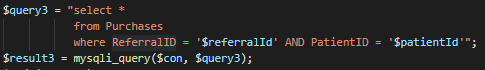 $query3 = "select *
from Purchases
where ReferralID = '$referralId' AND PatientID = '$patientId'";
$result3 = mysqli_query($con, $query3);